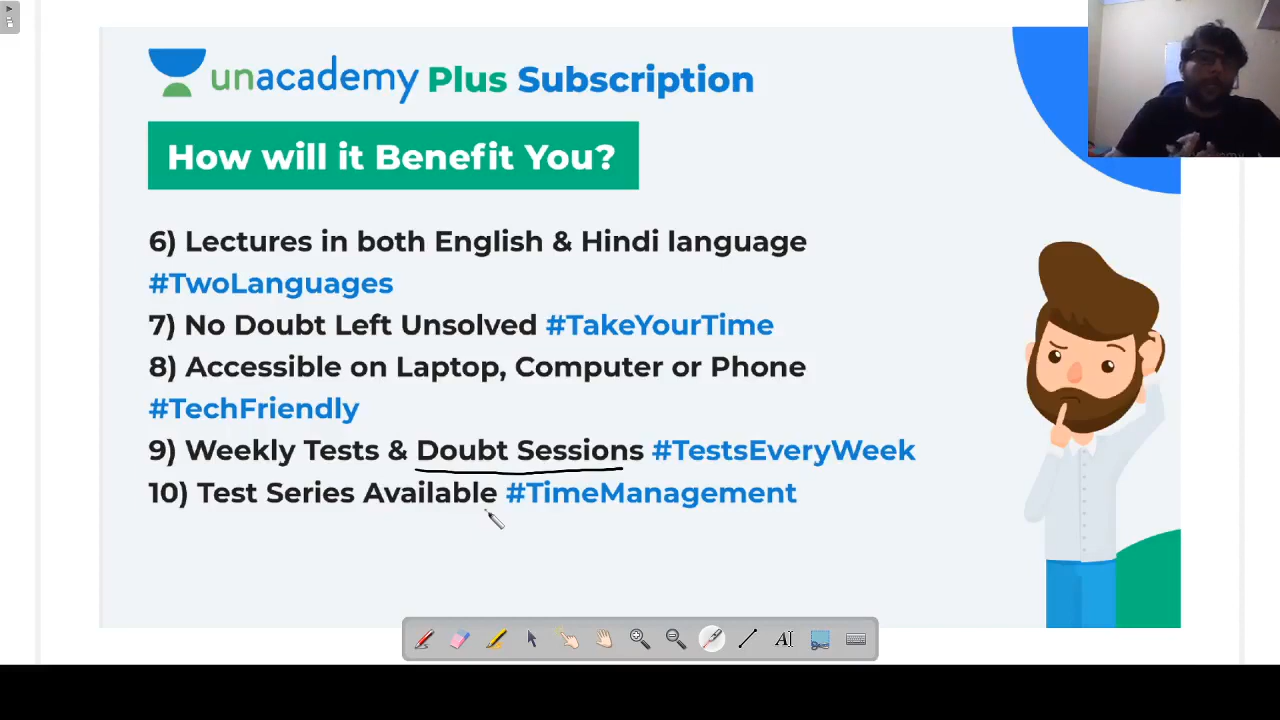 unacademy Plus Subscription
How will it Benefit You?
6) Lectures in both English & Hindi language
#TwoLanguages
7) No Doubt Left Unsolved #TakeYourTime
8) Accessible on Laptop, Computer or Phone
#TechFriendly
9) Weekly Tests & Doubt Sessions #TestsEveryWeek
10) Test Series Available #TimeManagement